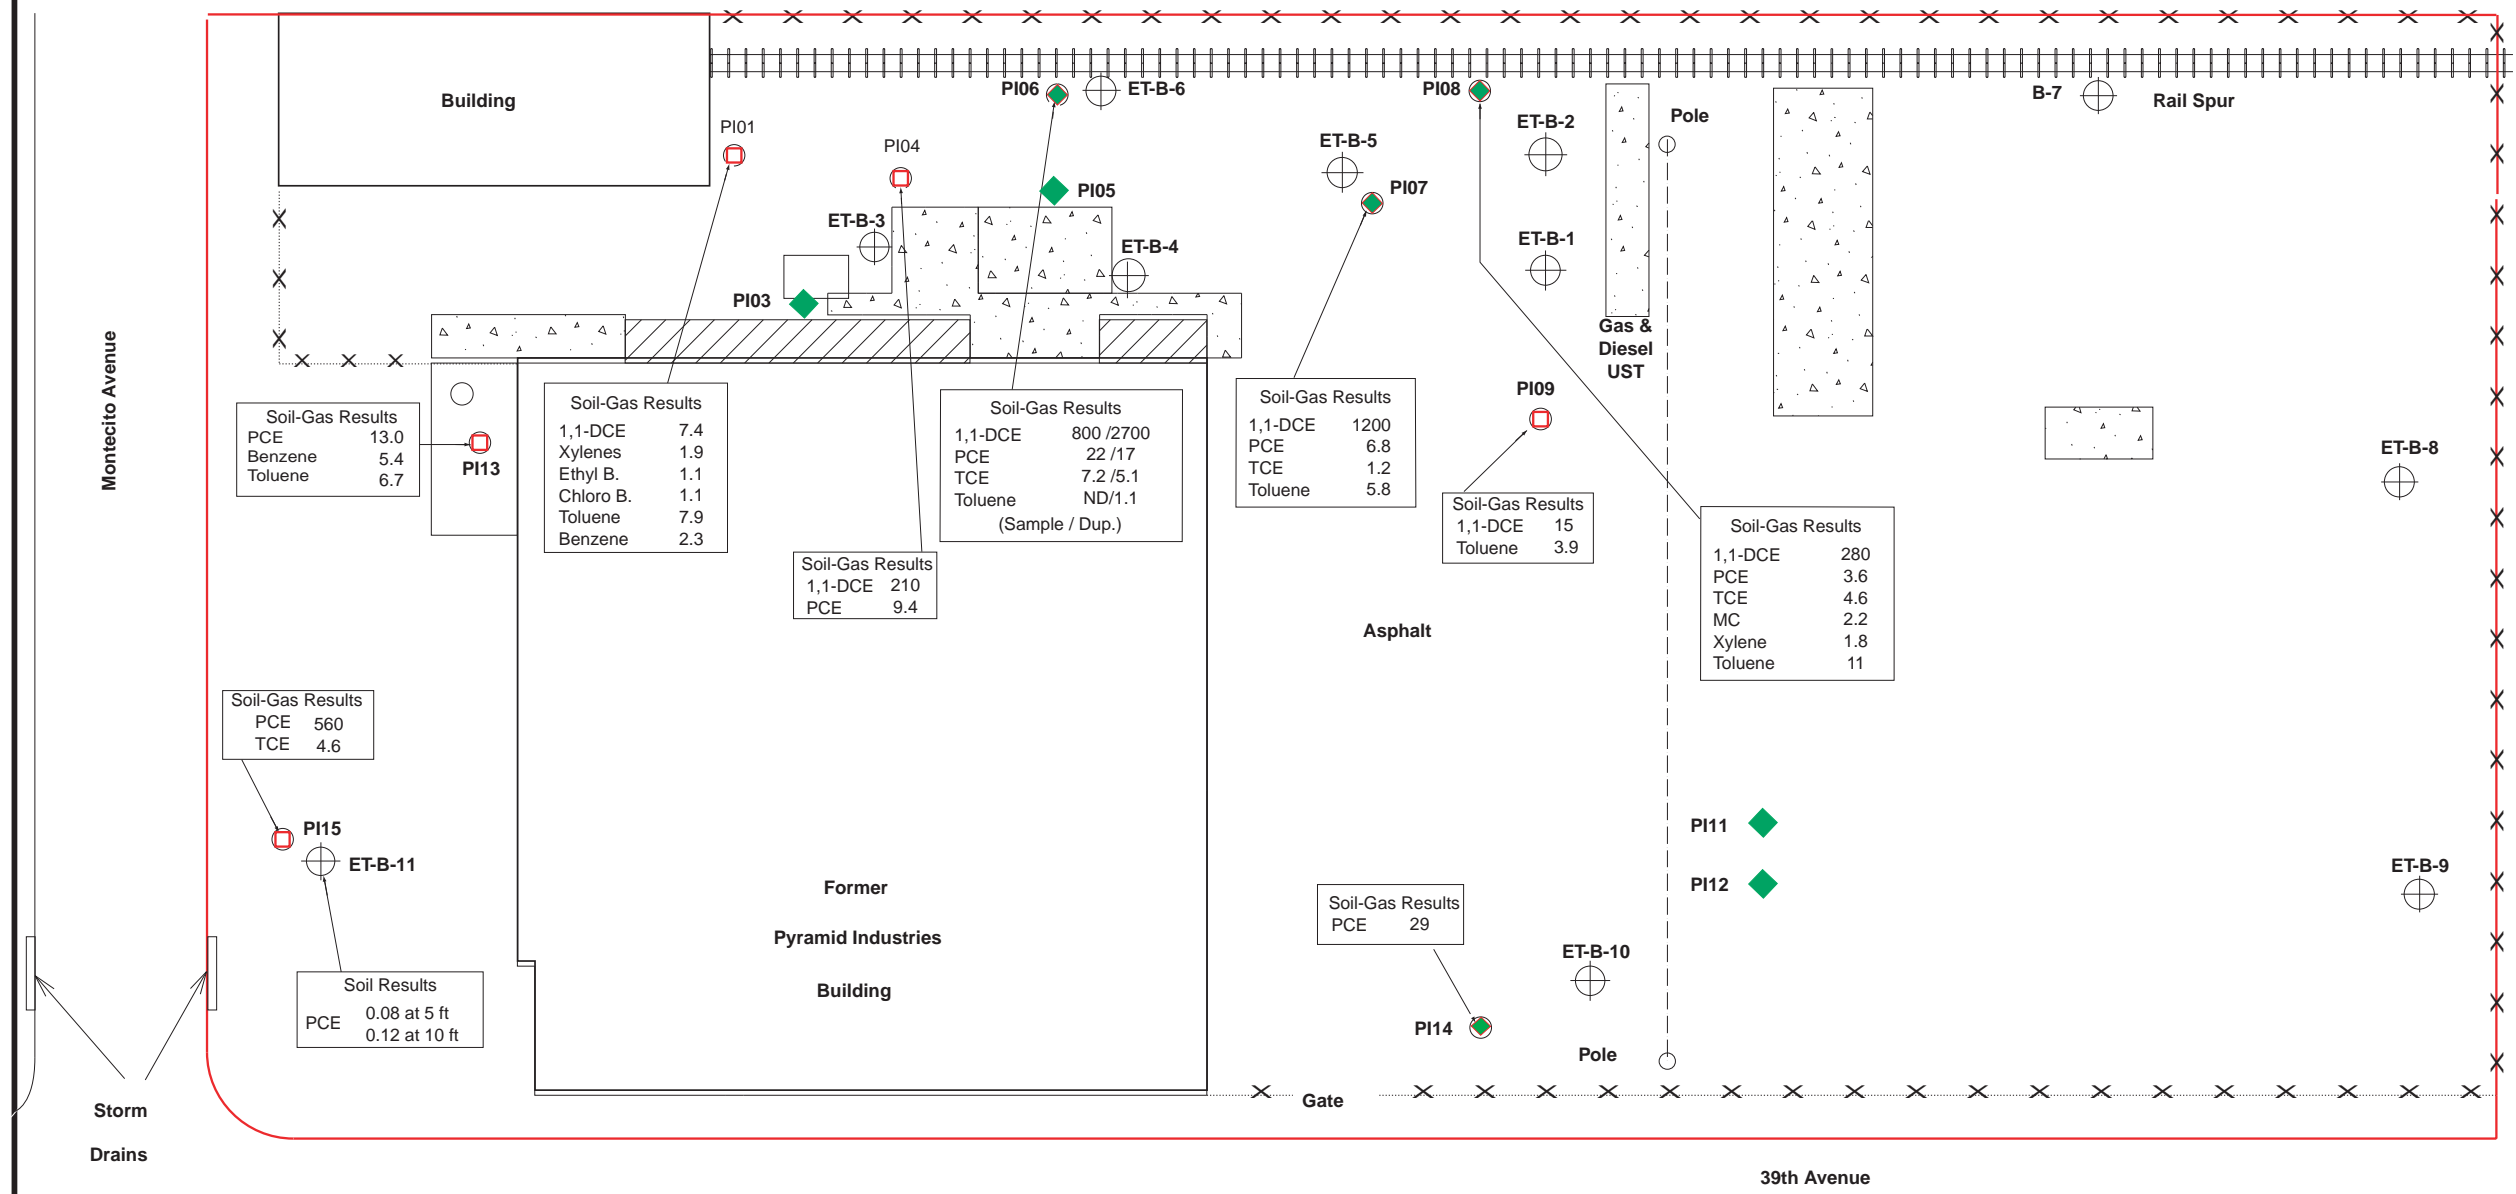 Building
PI01
PI04
PI06
ET-B-6
PI05
ET-B-3
ET-B-4
PI03
ET-B-5
PI07
PI08
ET-B-2
ET-B-1
Pole
B-7
Rail Spur
Gas &
Diesel
UST
PI09
ET-B-8
Montecito Avenue
Soil-Gas Results
PCE 13.0
Benzene 5.4
Toluene 6.7
PI13
Soil-Gas Results
1,1-DCE 7.4
Xylenes 1.9
Ethyl B. 1.1
Chloro B. 1.1
Toluene 7.9
Benzene 2.3
Soil-Gas Results
1,1-DCE 210
PCE 9.4
Soil-Gas Results
1,1-DCE 800 /2700
PCE 22 /17
TCE 7.2 /5.1
Toluene ND/1.1
(Sample / Dup.)
Soil-Gas Results
1,1-DCE 1200
PCE 6.8
TCE 1.2
Toluene 5.8
Soil-Gas Results
1,1-DCE 15
Toluene 3.9
Soil-Gas Results
1,1-DCE 280
PCE 3.6
TCE 4.6
MC 2.2
Xylene 1.8
Toluene 11
Asphalt
Soil-Gas Results
PCE 560
TCE 4.6
PI15
ET-B-11
Soil Results
PCE 0.08 at 5 ft
0.12 at 10 ft
Former
Pyramid Industries
Building
PI11
PI12
ET-B-9
Soil-Gas Results
PCE 29
ET-B-10
PI14
Pole
Gate
Storm
Drains
39th Avenue